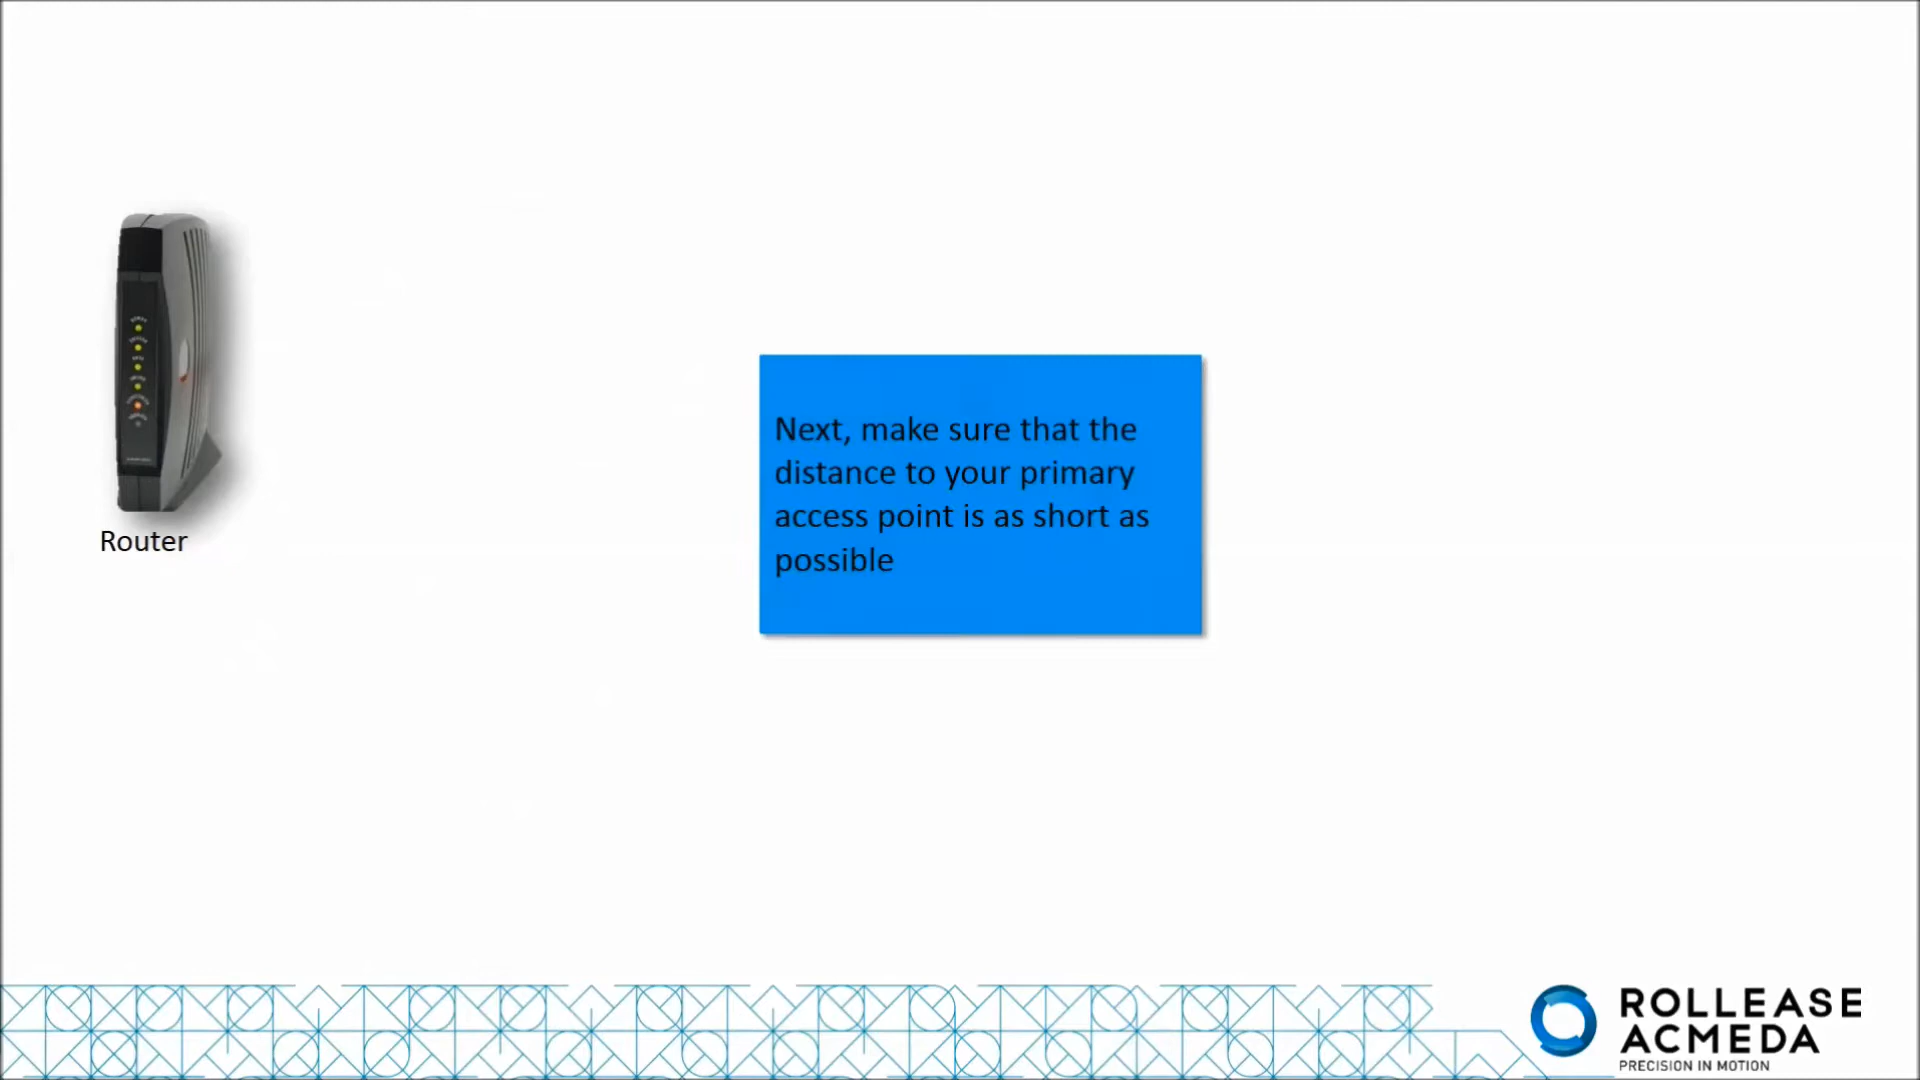 Router
Next, make sure that the
distance to your primary
access point is as short as
possible
ROLLEASE
ACMEDA
PRECISION IN MOTION